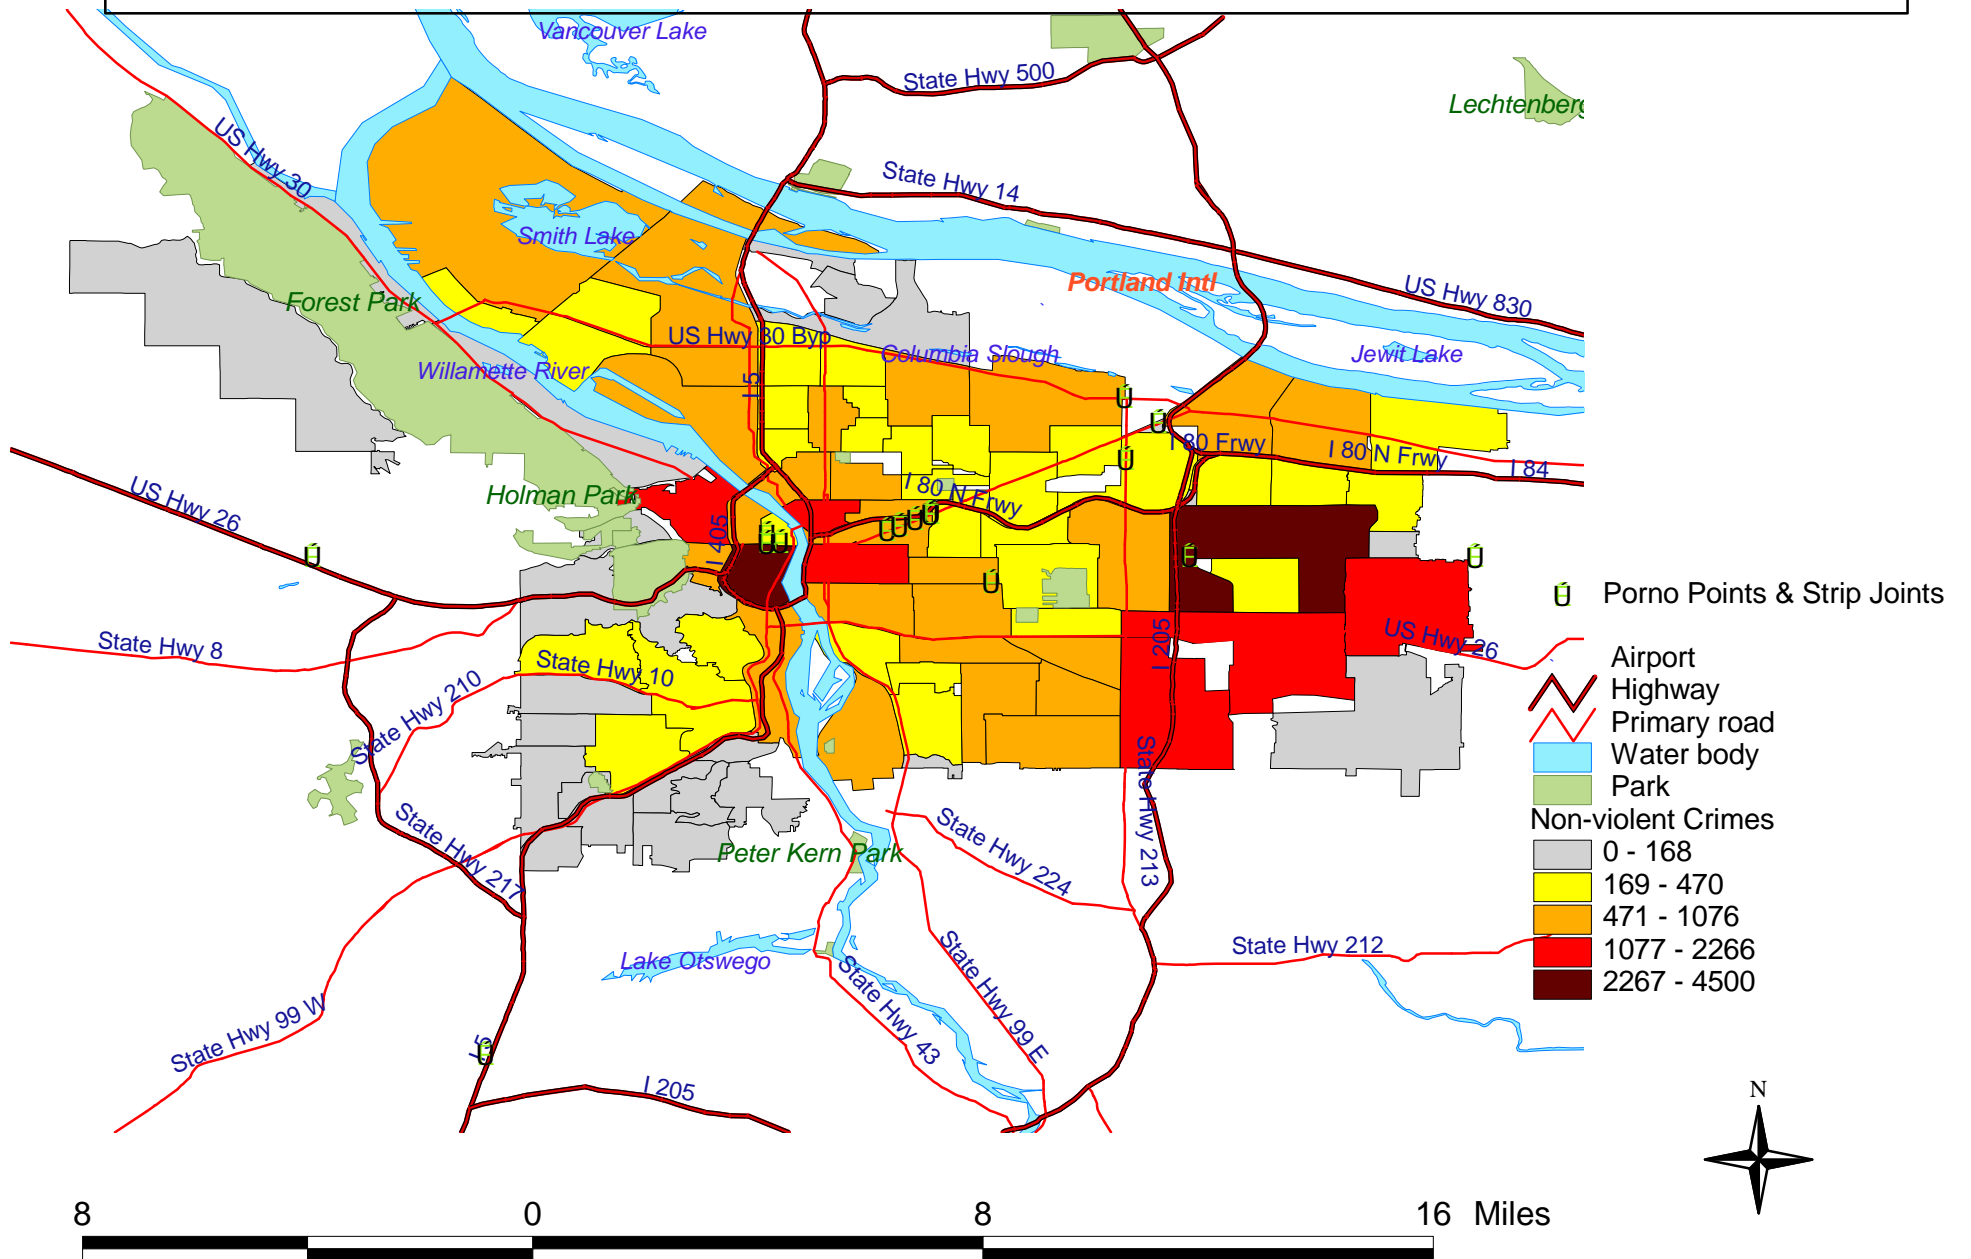 Vancouver Lake
State Hwy 500
Lechtenberg
US Hwy 30
State Hwy 14
Smith Lake
Portland Intl
US Hwy 830
Forest Park
US Hwy 30 Byp
Columbia Slough
Jewit Lake
Willamette River
I 5
I 80 Frwy
I 80 N Frwy
I 84
US Hwy 26
Holman Park
I 80 N Frwy
I 405
Porno Points & Strip Joints
State Hwy 8
I 205
US Hwy 26
State Hwy 10
State Hwy 210
Airport
Highway
Primary road
Water body
Park
Non-violent Crimes
0 - 168
169 - 470
471 - 1076
1077 - 2266
2267 - 4500
State Hwy 213
State Hwy 217
Peter Kern Park
State Hwy 224
State Hwy 212
Lake Otswego
State Hwy 43
State Hwy 99 E
State Hwy 99 W
I 5
I 205
N
8 0 8 16 Miles